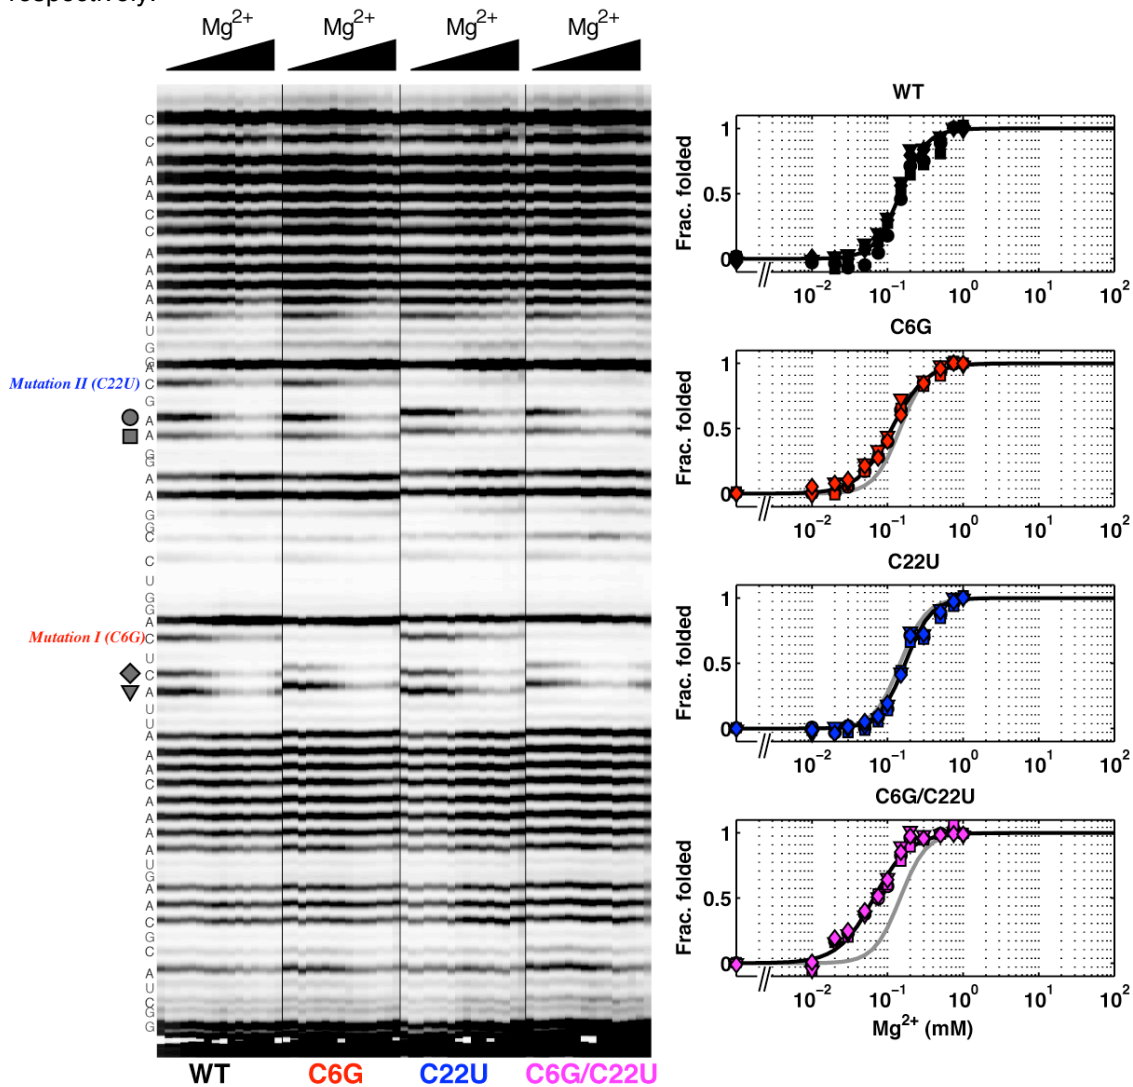 respectively.
Mg²⁺ Mg²⁺ Mg²⁺ Mg²⁺
C
C
A
A
A
C
C
A
A
A
A
A
U
G
G
A
Mutation II (C22U) C
G
A
A
G
G
A
A
G
G
C
C
U
G
G
A
Mutation I (C6G) C
U
C
A
U
U
A
A
A
C
A
A
A
A
U
G
A
A
C
G
C
A
U
C
G
G
WT C6G C22U C6G/C22U
WT
Frac. folded
1
0.5
0
10⁻² 10⁻¹ 10⁰ 10¹ 10²
C6G
Frac. folded
1
0.5
0
10⁻² 10⁻¹ 10⁰ 10¹ 10²
C22U
Frac. folded
1
0.5
0
10⁻² 10⁻¹ 10⁰ 10¹ 10²
C6G/C22U
Frac. folded
1
0.5
0
10⁻² 10⁻¹ 10⁰ 10¹ 10²
Mg²⁺ (mM)